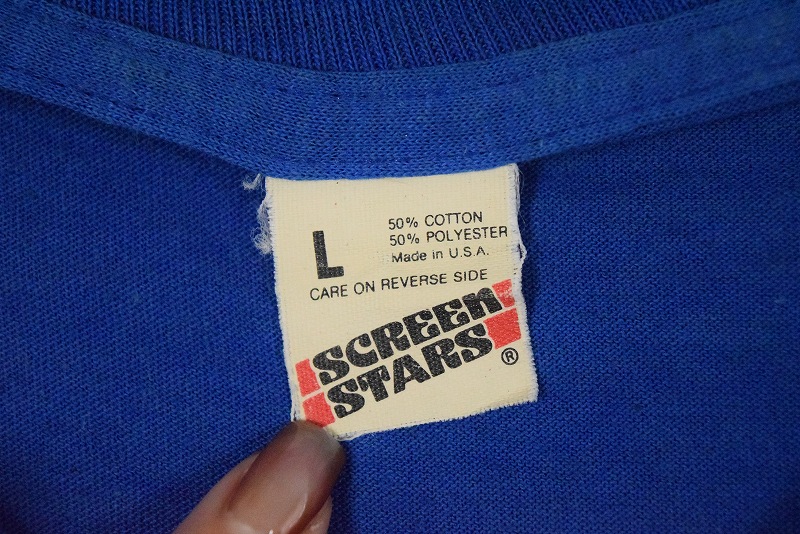 L
50% COTTON
50% POLYESTER
Made in U.S.A.
CARE ON REVERSE SIDE
SCREEN
STARS ®